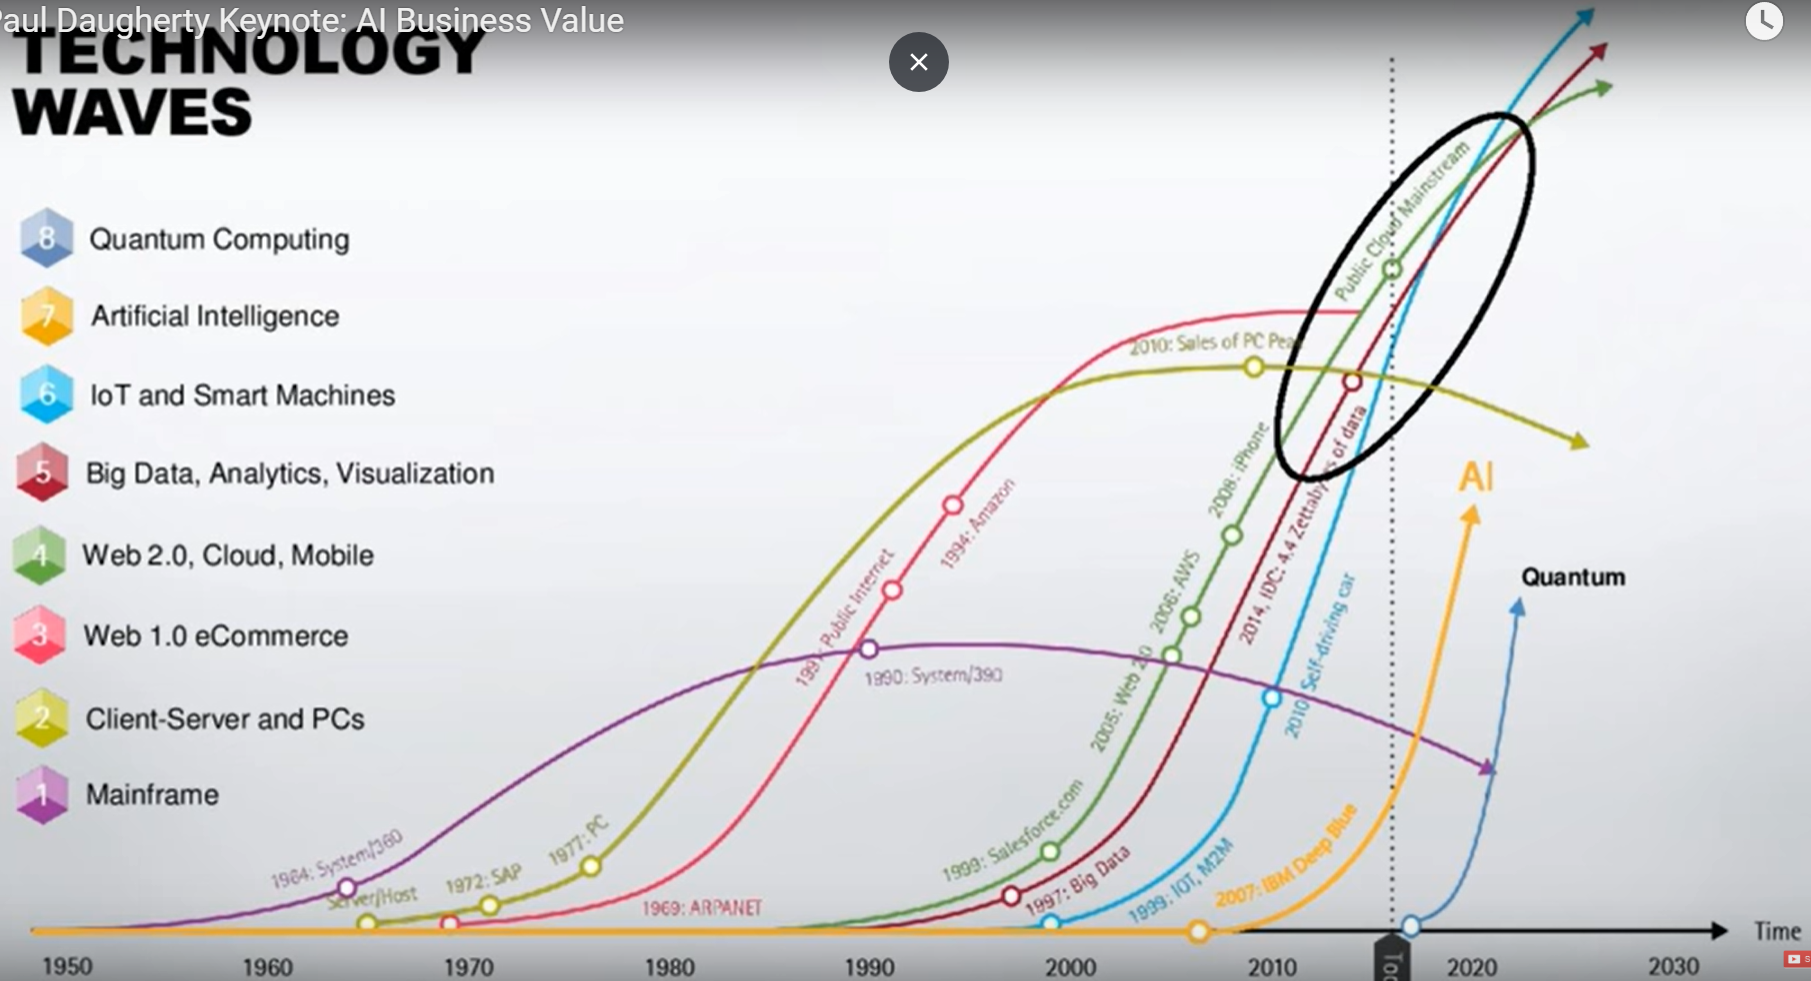 Paul Daugherty Keynote: AI Business Value
TECHNOLOGY
WAVES
8 Quantum Computing
7 Artificial Intelligence
6 IoT and Smart Machines
5 Big Data, Analytics, Visualization
4 Web 2.0, Cloud, Mobile
3 Web 1.0 eCommerce
2 Client-Server and PCs
1 Mainframe
1964: System/360
Server/Host
1972: SAP
1977: PC
1969: ARPANET
1991: Public Internet
1994: Amazon
1990: System/390
2010: Sales of PC Peak
Public Cloud Mainstream
1999: Salesforce.com
2005: Web 2.0
2006: AWS
2008: iPhone
1997: Big Data
2014, IDC: 4.4 Zettabytes of data
1999: IOT, M2M
2010 Self-driving car
2007: IBM Deep Blue
AI
Quantum
Time
1950 1960 1970 1980 1990 2000 2010 2020 2030